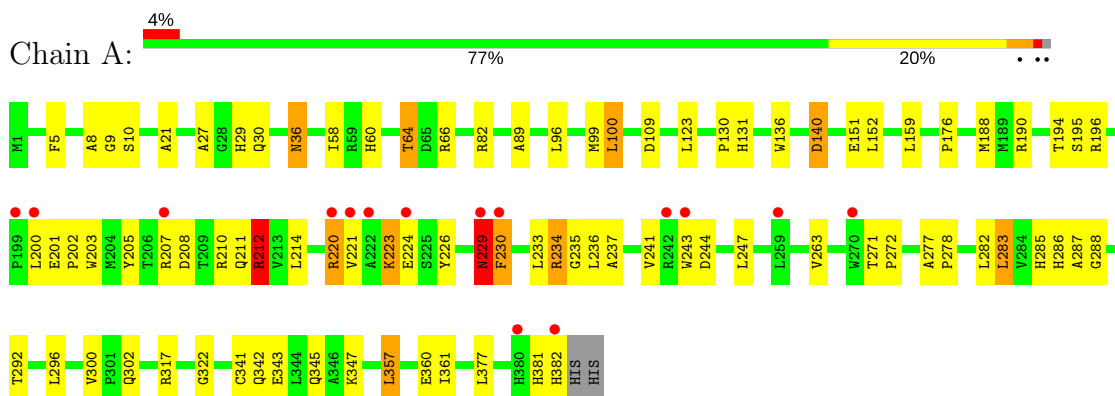 4%
Chain A:
77% 20% • ••
M1 F5 A8 G9 S10 A21 A27 G28 H29 Q30 N36 I58 R59 H60 T64 D65 R66 R82 A89 L96 M99 L100 D109 L123 P130 H131 W136 D140 E151 L152 L159 P176 M188 M189 R190 T194 S195 R196
P199 L200 E201 P202 W203 M204 Y205 T206 R207 D208 T209 R210 Q211 R212 V213 L214 R220 V221 A222 K223 E224 S225 Y226 N229 F230 L233 R234 G235 L236 A237 V241 R242 W243 D244 L247 L259 V263 W270 T271 P272 A277 P278 L282 L283 V284 H285 H286 A287 G288
T292 L296 V300 P301 Q302 R317 G322 C341 Q342 E343 L344 Q345 A346 K347 L357 E360 I361 L377 H380 H381 H382 HIS HIS